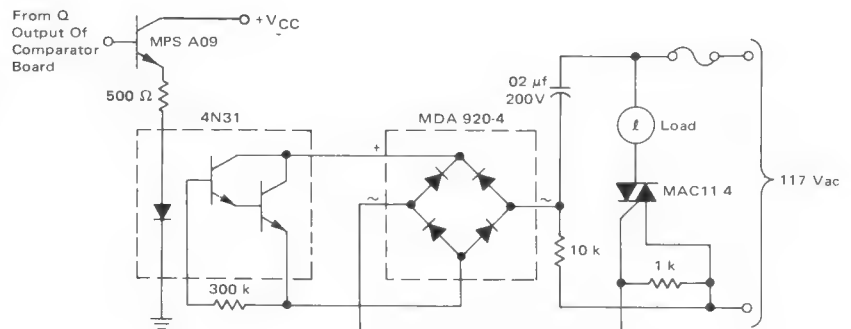 From Q
Output Of
Comparator
Board
+VCC
MPS A09
500 Ω
4N31
MDA 920-4
02 µf
200V
ℓ Load
117 Vac
MAC11 4
+
~
~
10 k
1 k
300 k